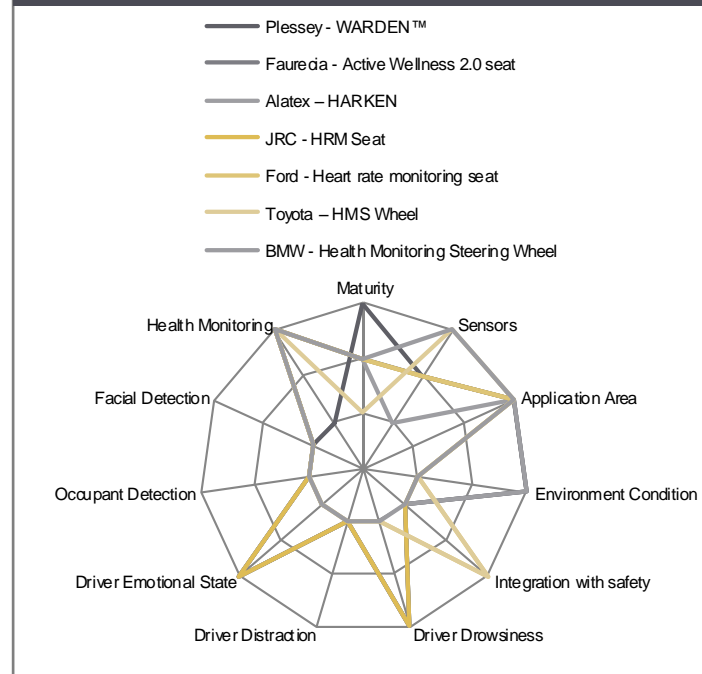 Plessey - WARDEN™
Faurecia - Active Wellness 2.0 seat
Alatex – HARKEN
JRC - HRM Seat
Ford - Heart rate monitoring seat
Toyota – HMS Wheel
BMW - Health Monitoring Steering Wheel
Maturity
Health Monitoring
Sensors
Facial Detection
Application Area
Occupant Detection
Environment Condition
Driver Emotional State
Integration with safety
Driver Distraction
Driver Drowsiness